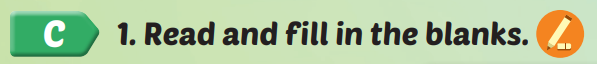 C 1. Read and fill in the blanks.